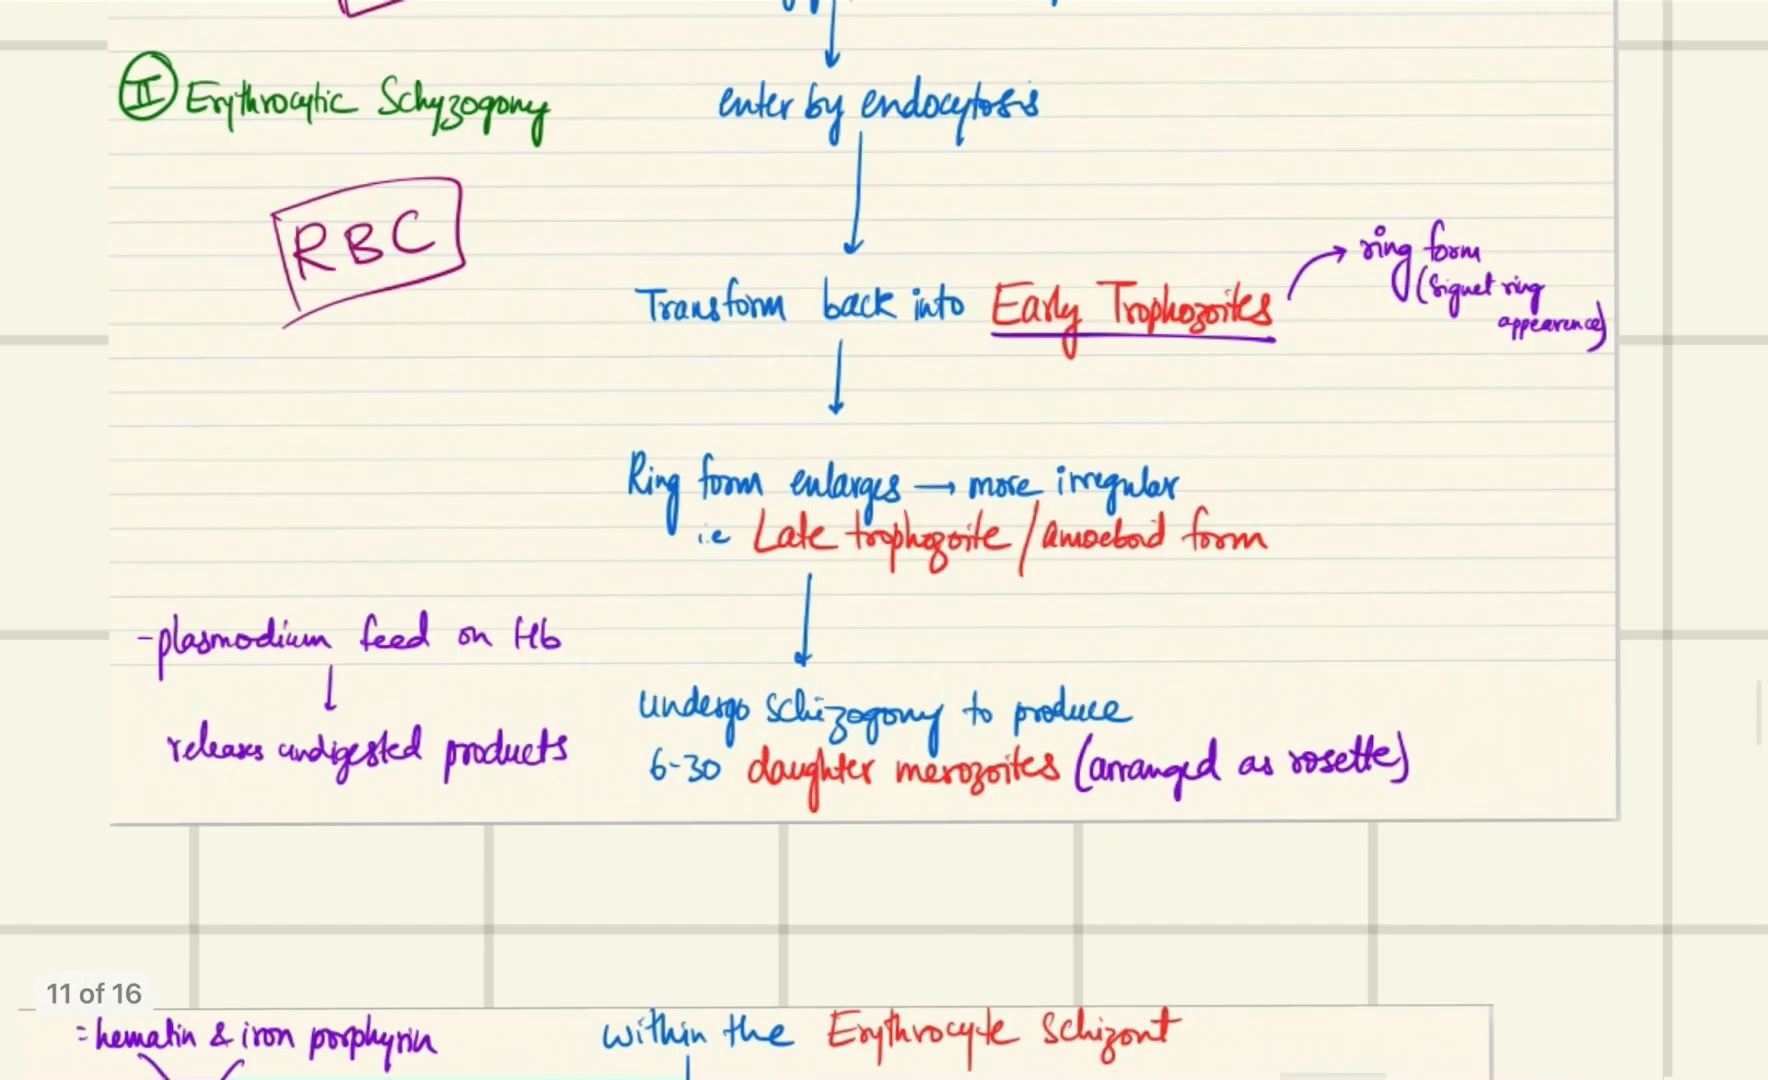 II Erythrocytic Schyzogony
enter by endocytosis
RBC
Transform back into Early Trophozoites
ring form
(signet ring
appearence)
Ring form enlarges → more irregular
i.e Late trophozoite / amoeboid form
-plasmodium feed on Hb
releases undigested products
undergo schizogony to produce
6-30 daughter merozoites (arranged as rosette)
11 of 16
= hematin & iron porphyrin
within the Erythrocyte schizont